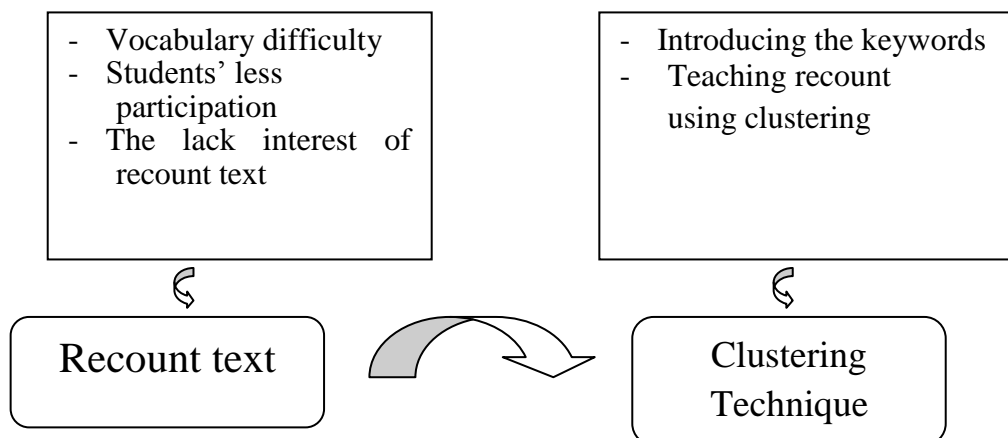 - Vocabulary difficulty
- Students’ less
participation
- The lack interest of
recount text
- Introducing the keywords
- Teaching recount
using clustering
Recount text
Clustering
Technique